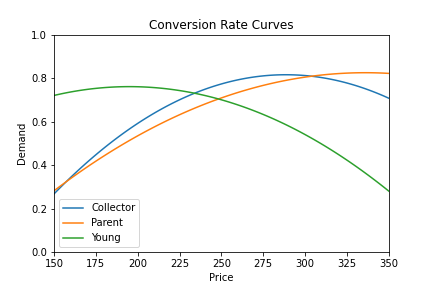 Conversion Rate Curves
1.0
0.8
0.6
0.4
0.2
0.0
Demand
Collector
Parent
Young
150 175 200 225 250 275 300 325 350
Price